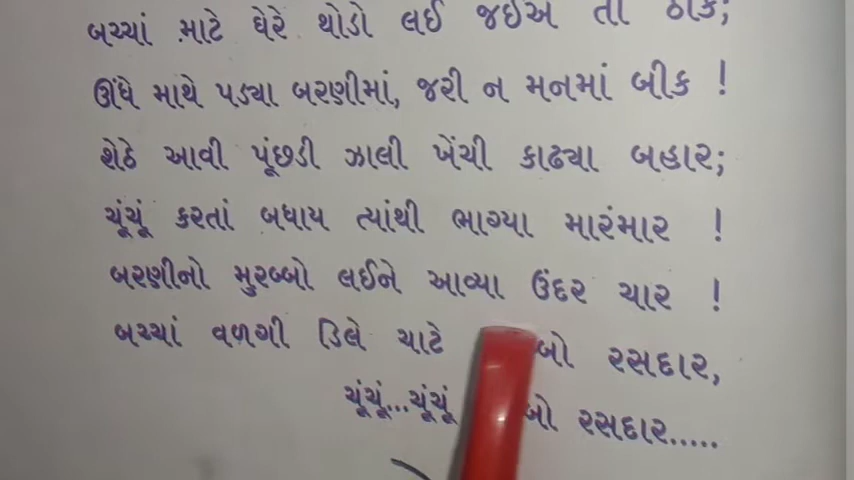 બચ્ચાં માટે ઘેરે થોડો લઈ જઈએ તો ઠીક;
ઊંધે માથે પડ્યા બરણીમાં, જરી ન મનમાં બીક !
શેઠે આવી પૂંછડી ઝાલી ખેંચી કાઢ્યા બહાર;
ચૂંચૂં કરતાં બધાય ત્યાંથી ભાગ્યા મારંમાર !
બરણીનો મુરબ્બો લઈને આવ્યા ઉંદર ચાર !
બચ્ચાં વળગી ડિલે ચાટે રસદાર,
ચૂંચૂં...ચૂંચૂં રસદાર.....